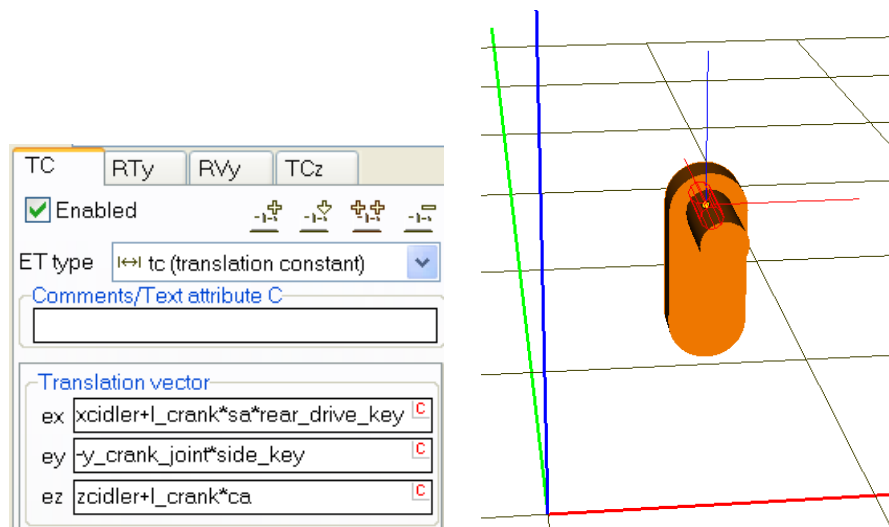 TC RTy RVy TCz
Enabled
ET type tc (translation constant)
Comments/Text attribute C
Translation vector
ex xcidler+l_crank*sa*rear_drive_key C
ey -y_crank_joint*side_key C
ez zcidler+l_crank*ca C